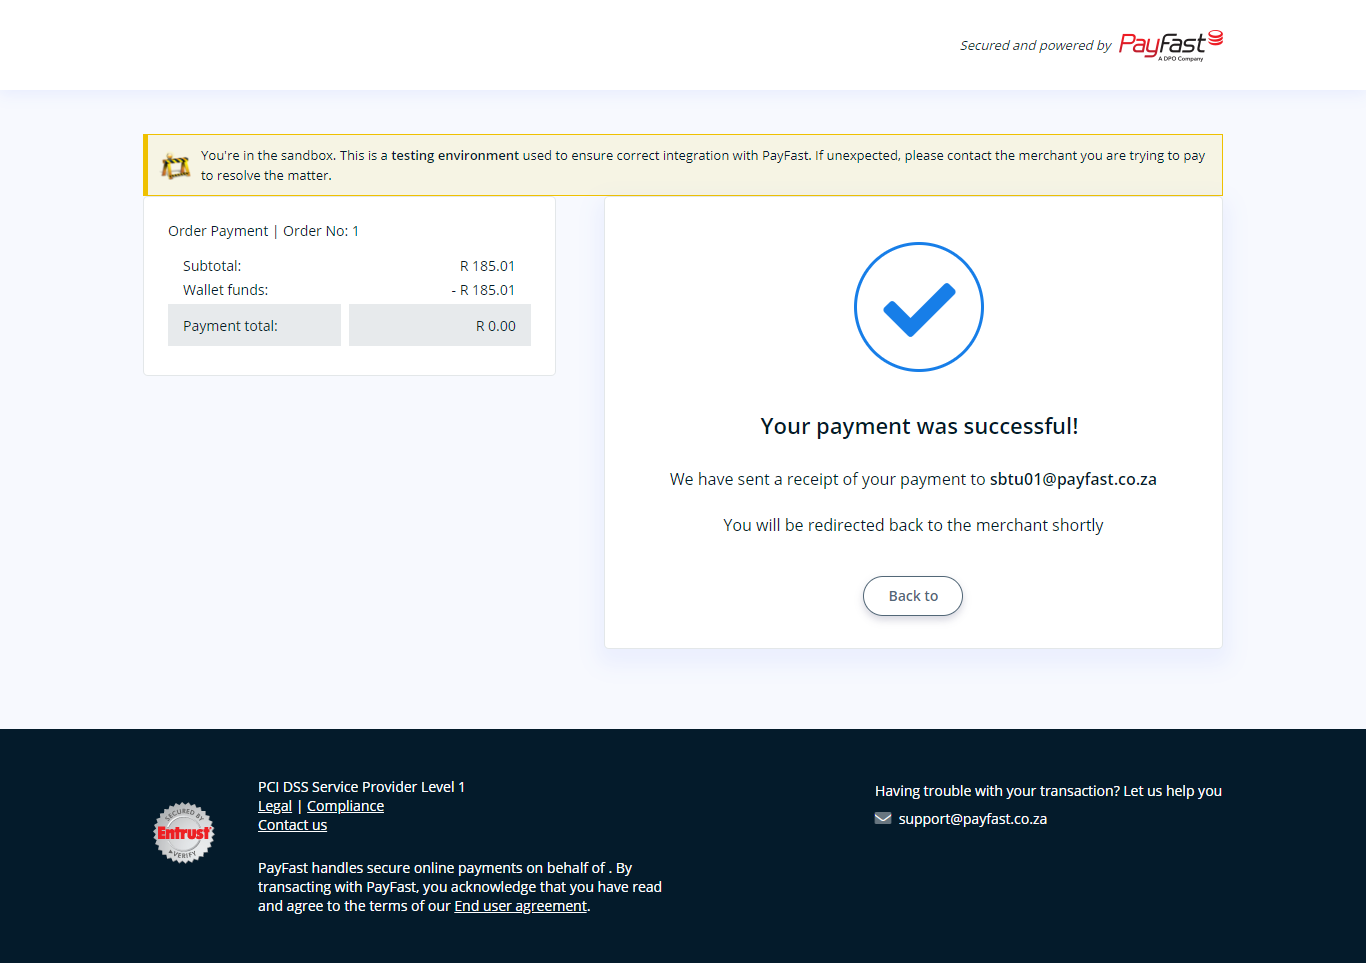 Secured and powered by PayFast
A DPO Company
You're in the sandbox. This is a testing environment used to ensure correct integration with PayFast. If unexpected, please contact the merchant you are trying to pay
to resolve the matter.
Order Payment | Order No: 1
Subtotal: R 185.01
Wallet funds: - R 185.01
Payment total: R 0.00
Your payment was successful!
We have sent a receipt of your payment to sbtu01@payfast.co.za
You will be redirected back to the merchant shortly
Back to
SECURED BY
Entrust
VERIFY
PCI DSS Service Provider Level 1
Legal | Compliance
Contact us
PayFast handles secure online payments on behalf of . By
transacting with PayFast, you acknowledge that you have read
and agree to the terms of our End user agreement.
Having trouble with your transaction? Let us help you
support@payfast.co.za